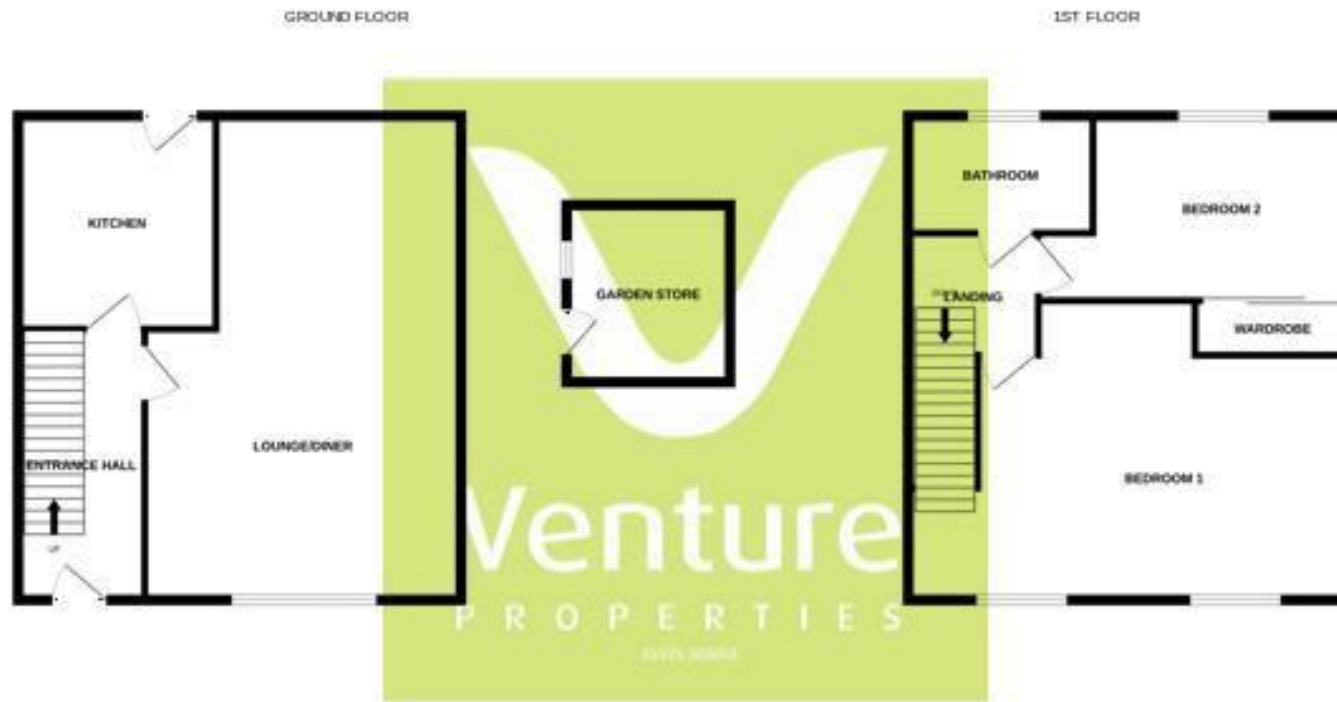 GROUND FLOOR
1ST FLOOR
KITCHEN
LOUNGE/DINER
ENTRANCE HALL
UP
GARDEN STORE
BATHROOM
BEDROOM 2
LANDING
WARDROBE
BEDROOM 1
Venture
PROPERTIES